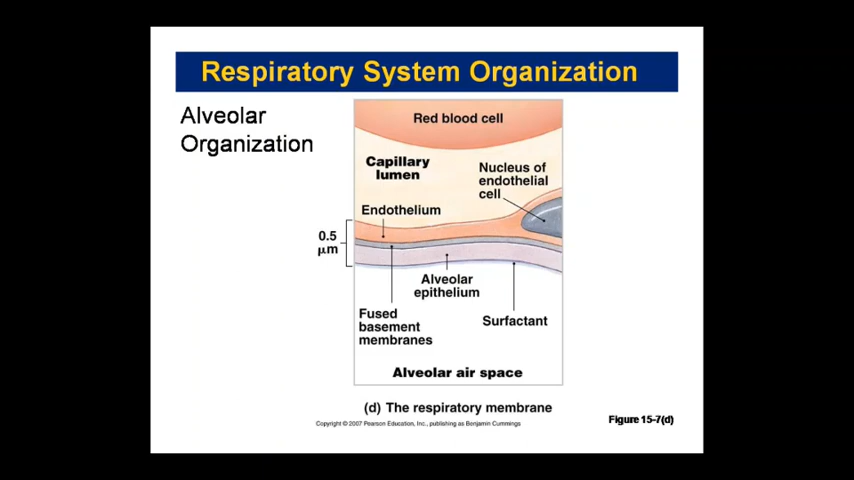 Respiratory System Organization
Alveolar
Organization
Red blood cell
Capillary
lumen
Nucleus of
endothelial
cell
Endothelium
0.5
μm
Alveolar
epithelium
Fused
basement
membranes
Surfactant
Alveolar air space
(d) The respiratory membrane
Copyright © 2007 Pearson Education, Inc., publishing as Benjamin Cummings
Figure 15-7(d)